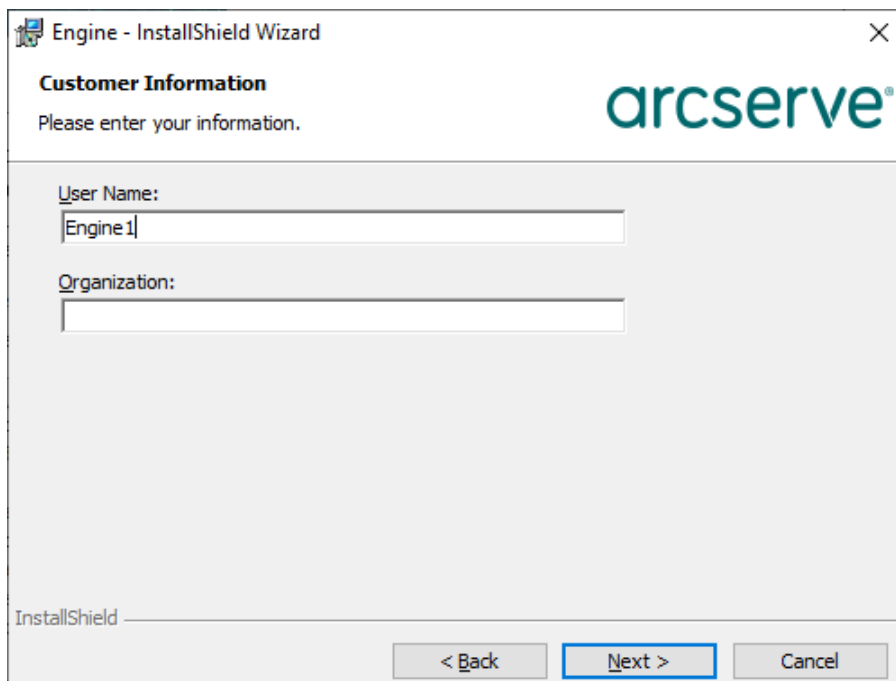 Engine - InstallShield Wizard
Customer Information
Please enter your information.
arcserve®
User Name:
Engine1
Organization:
InstallShield
< Back
Next >
Cancel